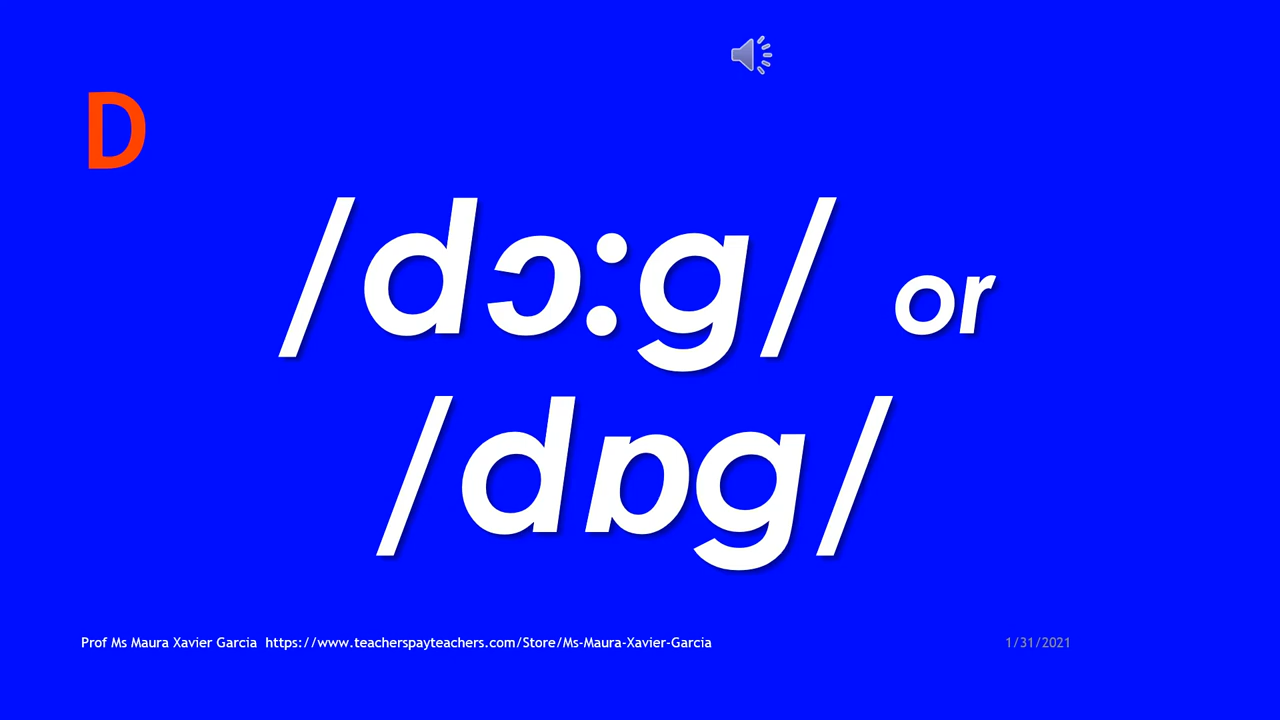 D
/dɔ:g/ or
/dɒg/
Prof Ms Maura Xavier Garcia https://www.teacherspayteachers.com/Store/Ms-Maura-Xavier-Garcia 1/31/2021